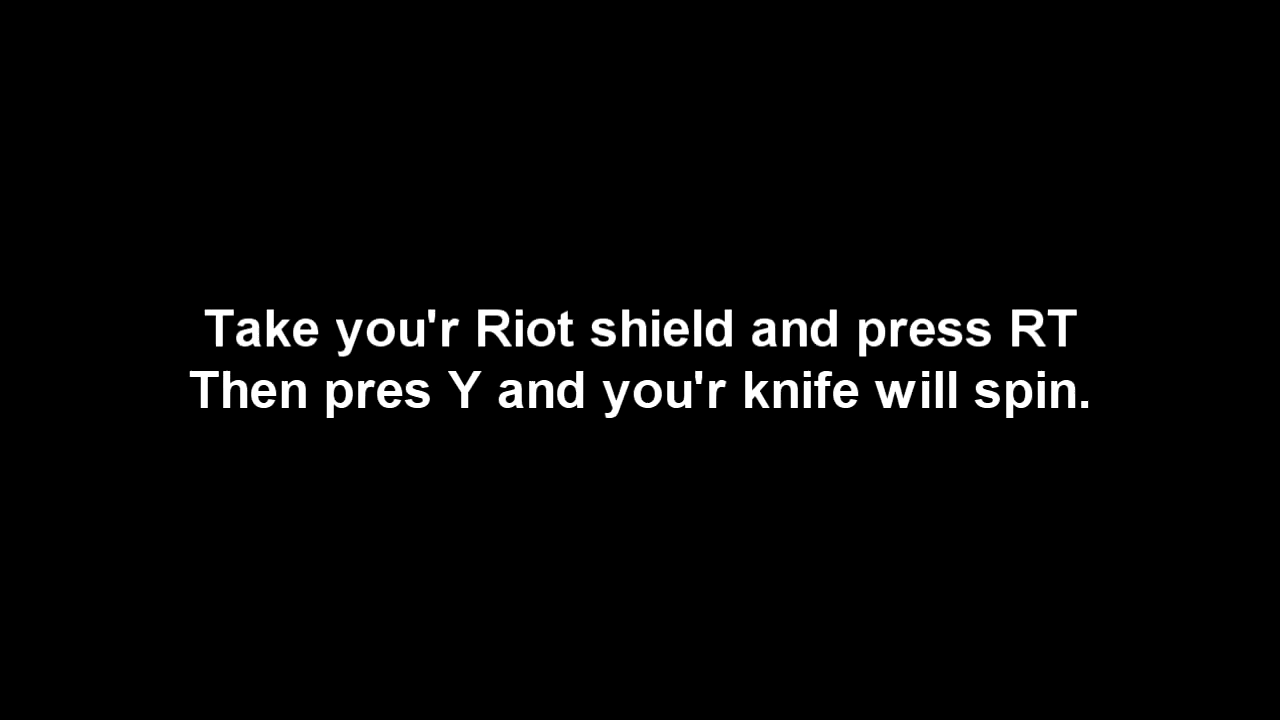 Take you'r Riot shield and press RT
Then pres Y and you'r knife will spin.